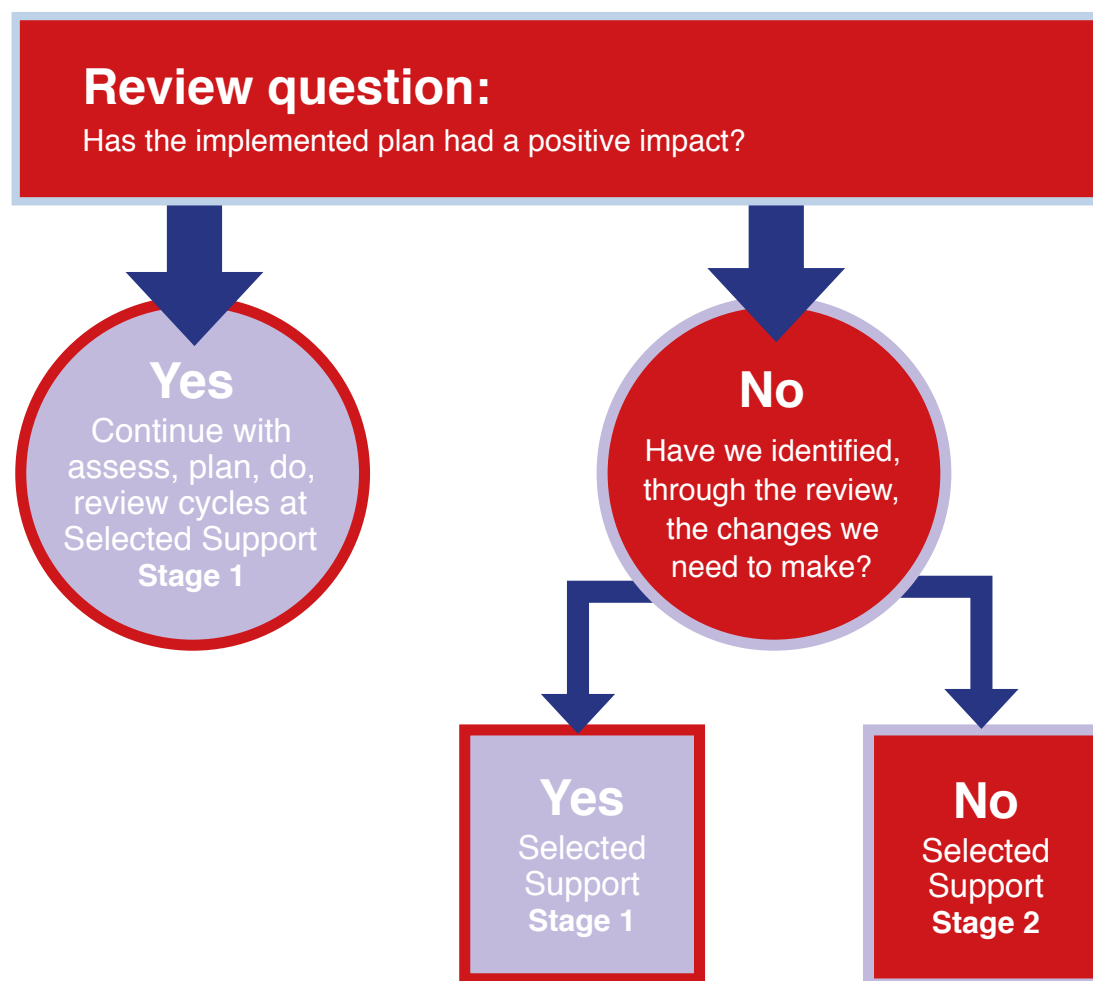 Review question:
Has the implemented plan had a positive impact?
Yes
Continue with
assess, plan, do,
review cycles at
Selected Support
Stage 1
No
Have we identified,
through the review,
the changes we
need to make?
Yes
Selected
Support
Stage 1
No
Selected
Support
Stage 2